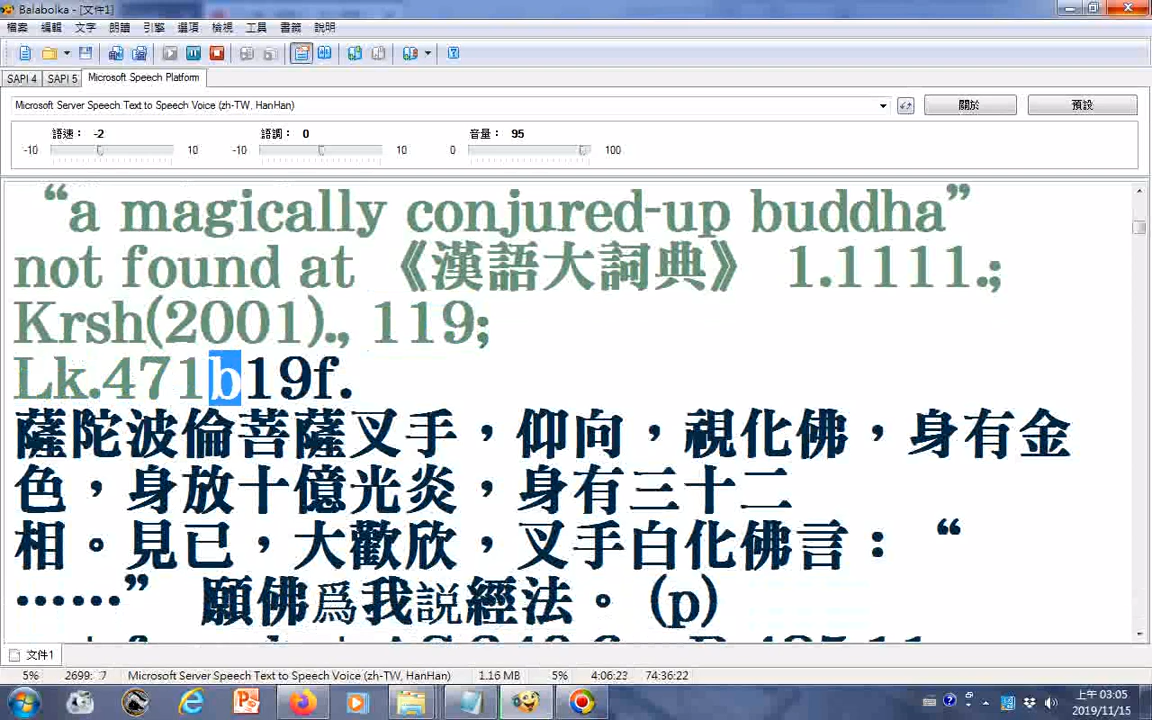 Balabolka - [文件1]
檔案 編輯 文字 朗讀 引擎 選項 檢視 工具 書籤 說明
SAPI 4 SAPI 5 Microsoft Speech Platform
Microsoft Server Speech Text to Speech Voice (zh-TW, HanHan) 關於 預設
語速： -2 語調： 0 音量： 95
-10 10 -10 10 0 100
“a magically conjured-up buddha”
not found at 《漢語大詞典》 1.1111.;
Krsh(2001)., 119;
Lk.471b19f.
薩陀波倫菩薩叉手，仰向，視化佛，身有金
色，身放十億光炎，身有三十二
相。見已，大歡欣，叉手白化佛言：“
……” 願佛爲我説經法。(p)
文件1
5% 2699: 7 Microsoft Server Speech Text to Speech Voice (zh-TW, HanHan) 1.16 MB 5% 4:06:23 74:36:22
上午 03:05
2019/11/15